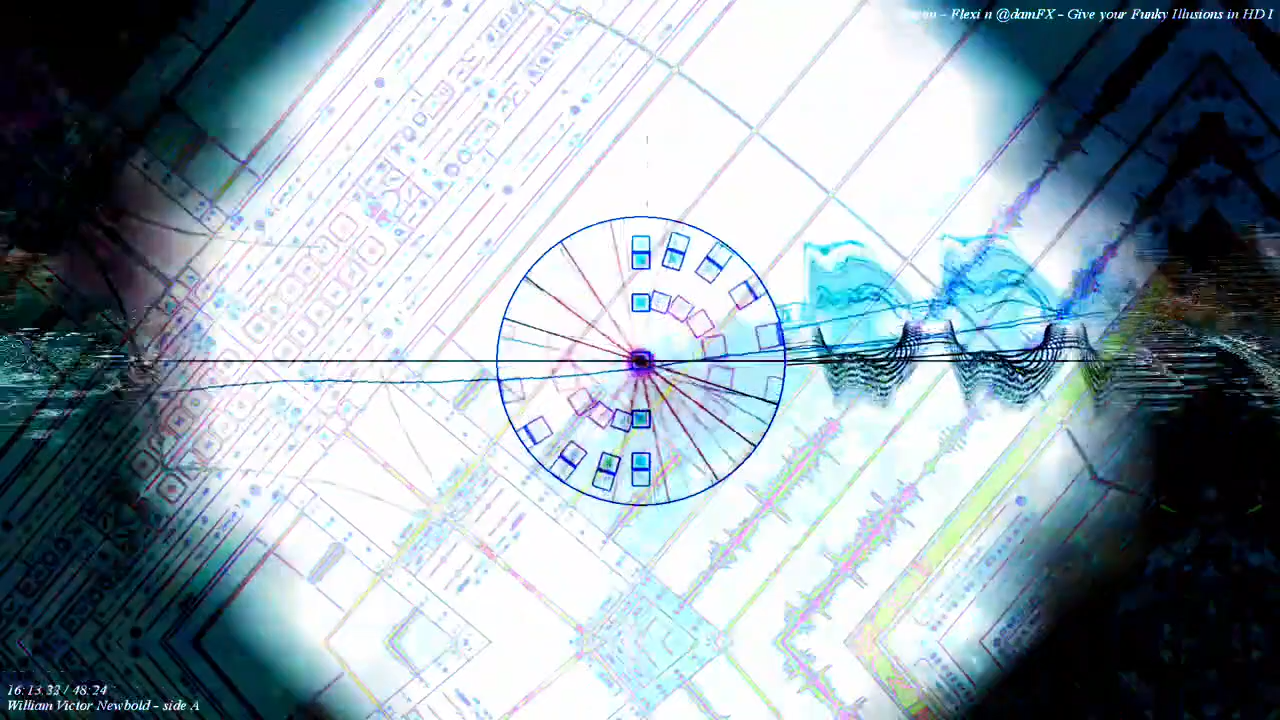 - Flexi n @damFX - Give your Funky Illusions in HD I
16:13.32 / 48:24
William Victor Newbold - side A